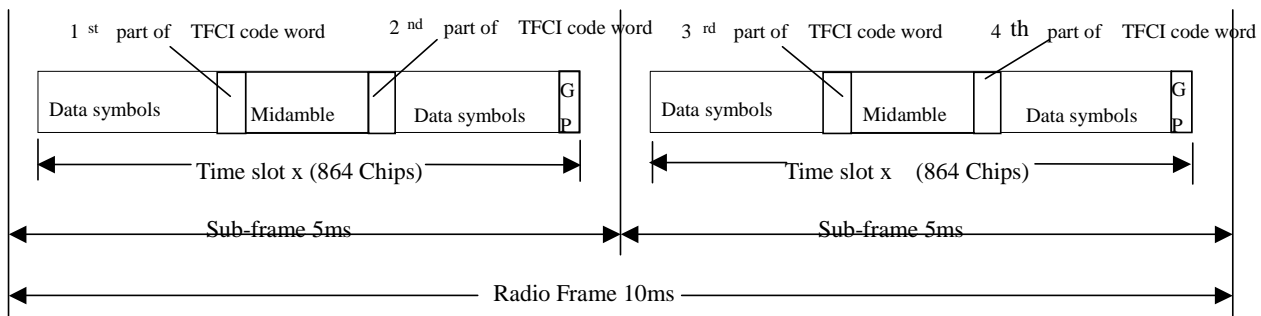 1 st part of TFCI code word 2 nd part of TFCI code word 3 rd part of TFCI code word 4 th part of TFCI code word
Data symbols Midamble Data symbols G P Data symbols Midamble Data symbols G P
Time slot x (864 Chips) Time slot x (864 Chips)
Sub-frame 5ms Sub-frame 5ms
Radio Frame 10ms